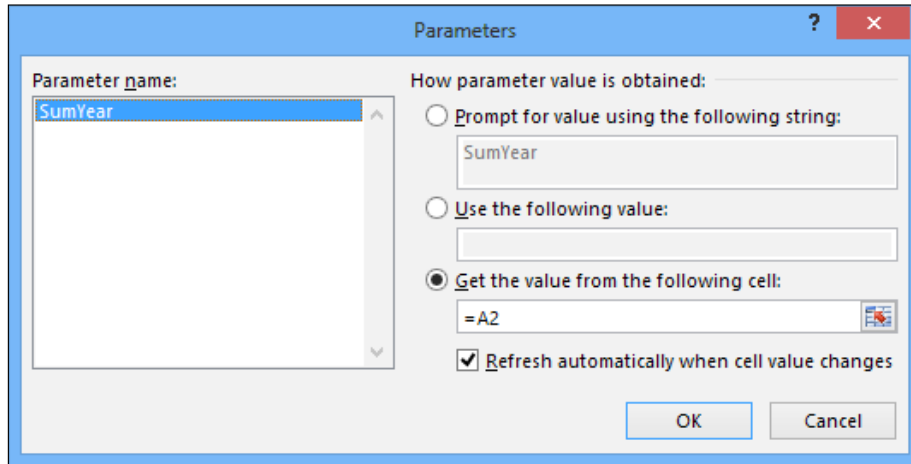 Parameters
?
Parameter name:
SumYear
How parameter value is obtained:
Prompt for value using the following string:
SumYear
Use the following value:
Get the value from the following cell:
=A2
Refresh automatically when cell value changes
OK
Cancel